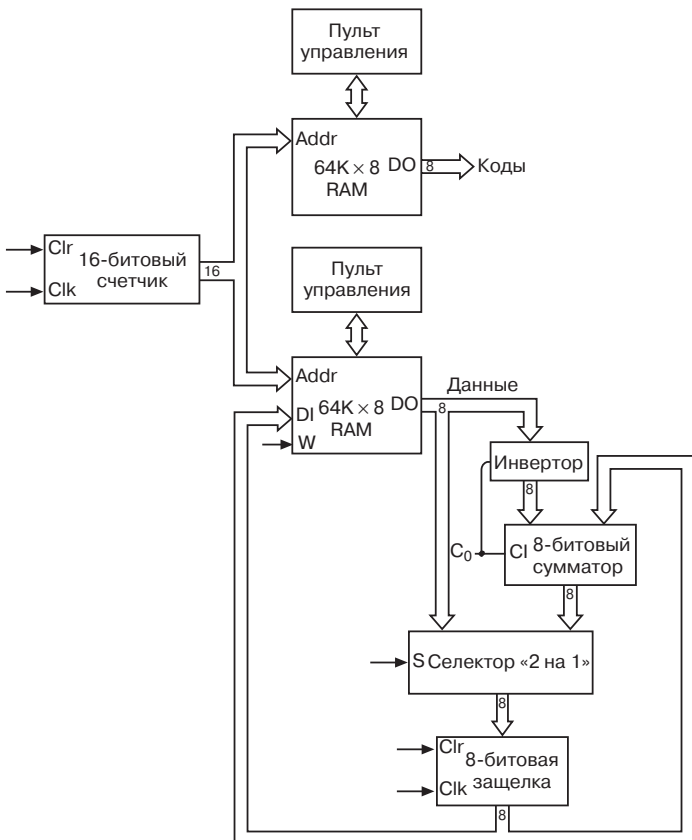 Пульт
управления
Addr
64K × 8
RAM
DO
8
Коды
Clr
16-битовый
счетчик
Clk
16
Пульт
управления
Addr
DI
64K × 8
RAM
DO
W
Данные
8
Инвертор
8
C₀
CI
8-битовый
сумматор
8
S Селектор «2 на 1»
8
Clr
8-битовая
защелка
Clk
8